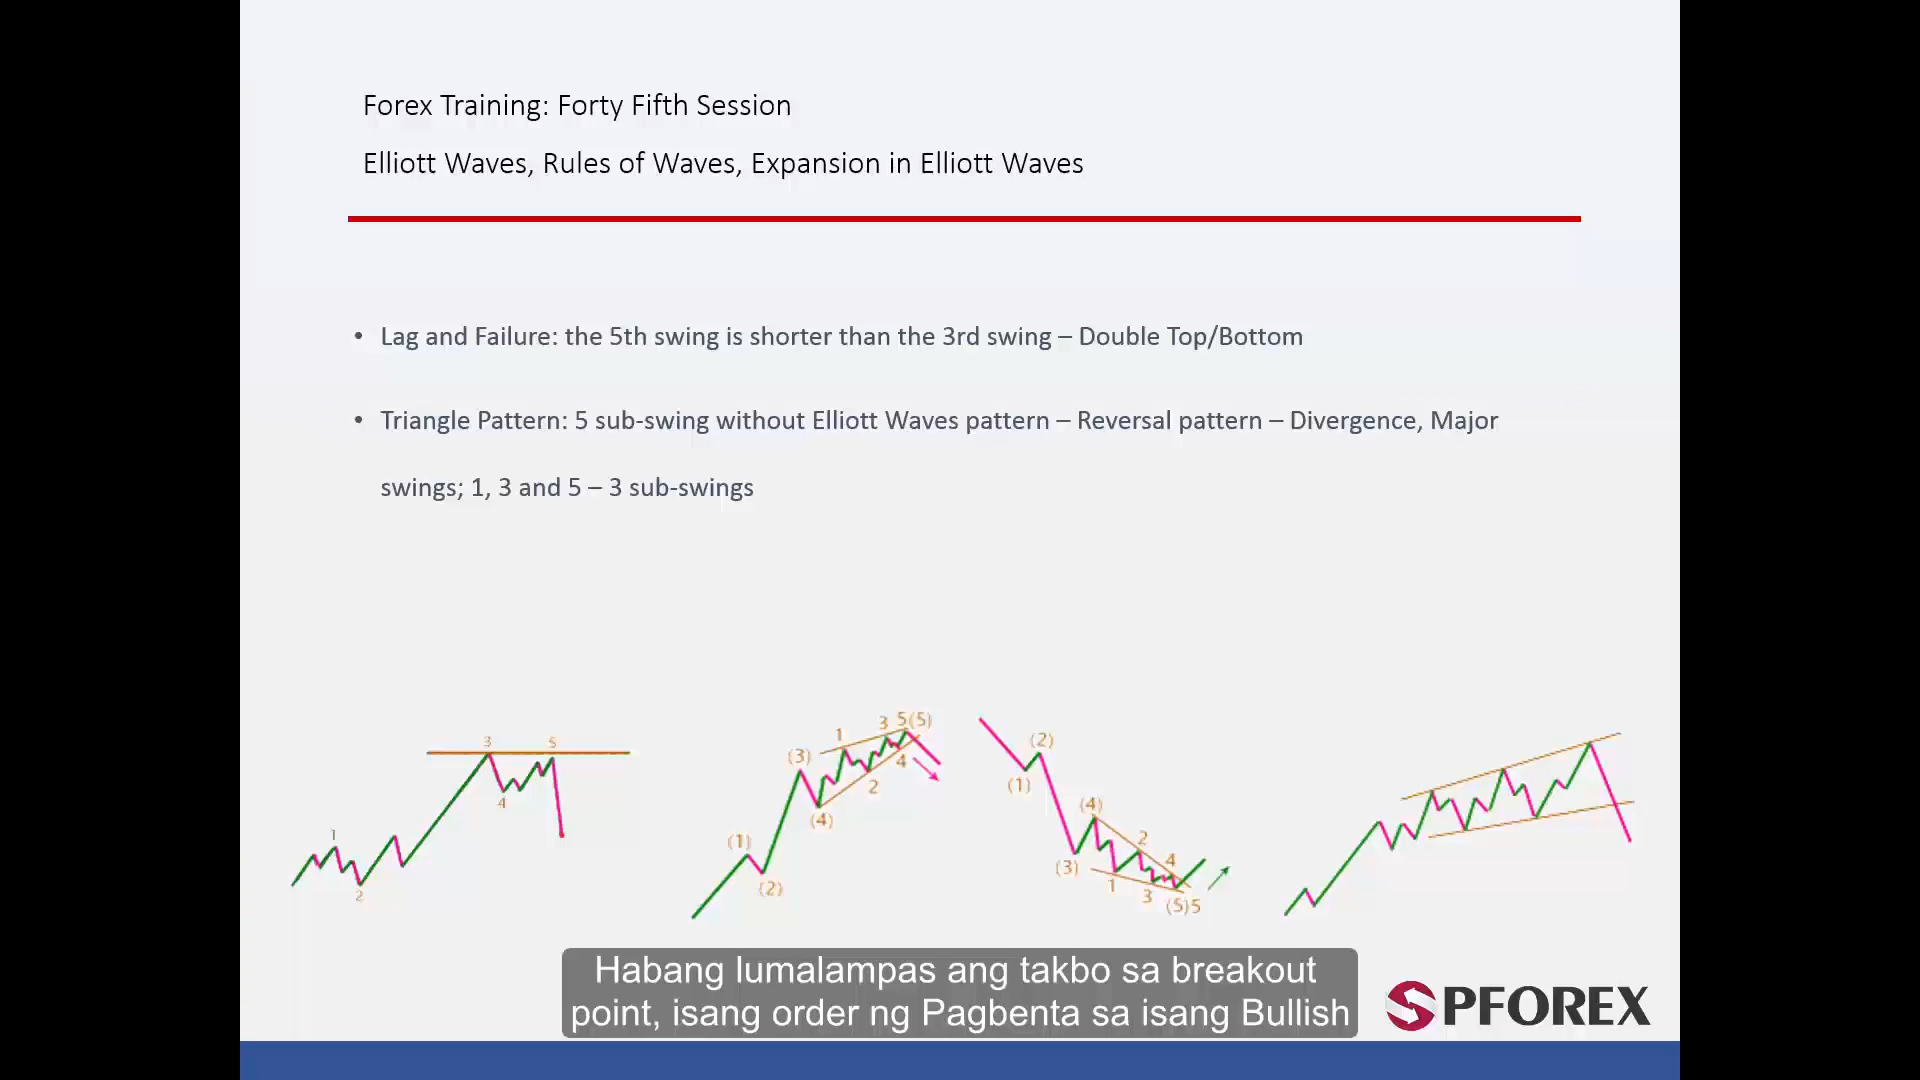 Forex Training: Forty Fifth Session
Elliott Waves, Rules of Waves, Expansion in Elliott Waves
• Lag and Failure: the 5th swing is shorter than the 3rd swing – Double Top/Bottom
• Triangle Pattern: 5 sub-swing without Elliott Waves pattern – Reversal pattern – Divergence, Major
swings; 1, 3 and 5 – 3 sub-swings
1
2
3
4
5
(1)
(2)
(3)
(4)
1
2
3
4
5(5)
(1)
(2)
(3)
(4)
1
2
3
4
(5)5
Habang lumalampas ang takbo sa breakout
point, isang order ng Pagbenta sa isang Bullish
SPFOREX